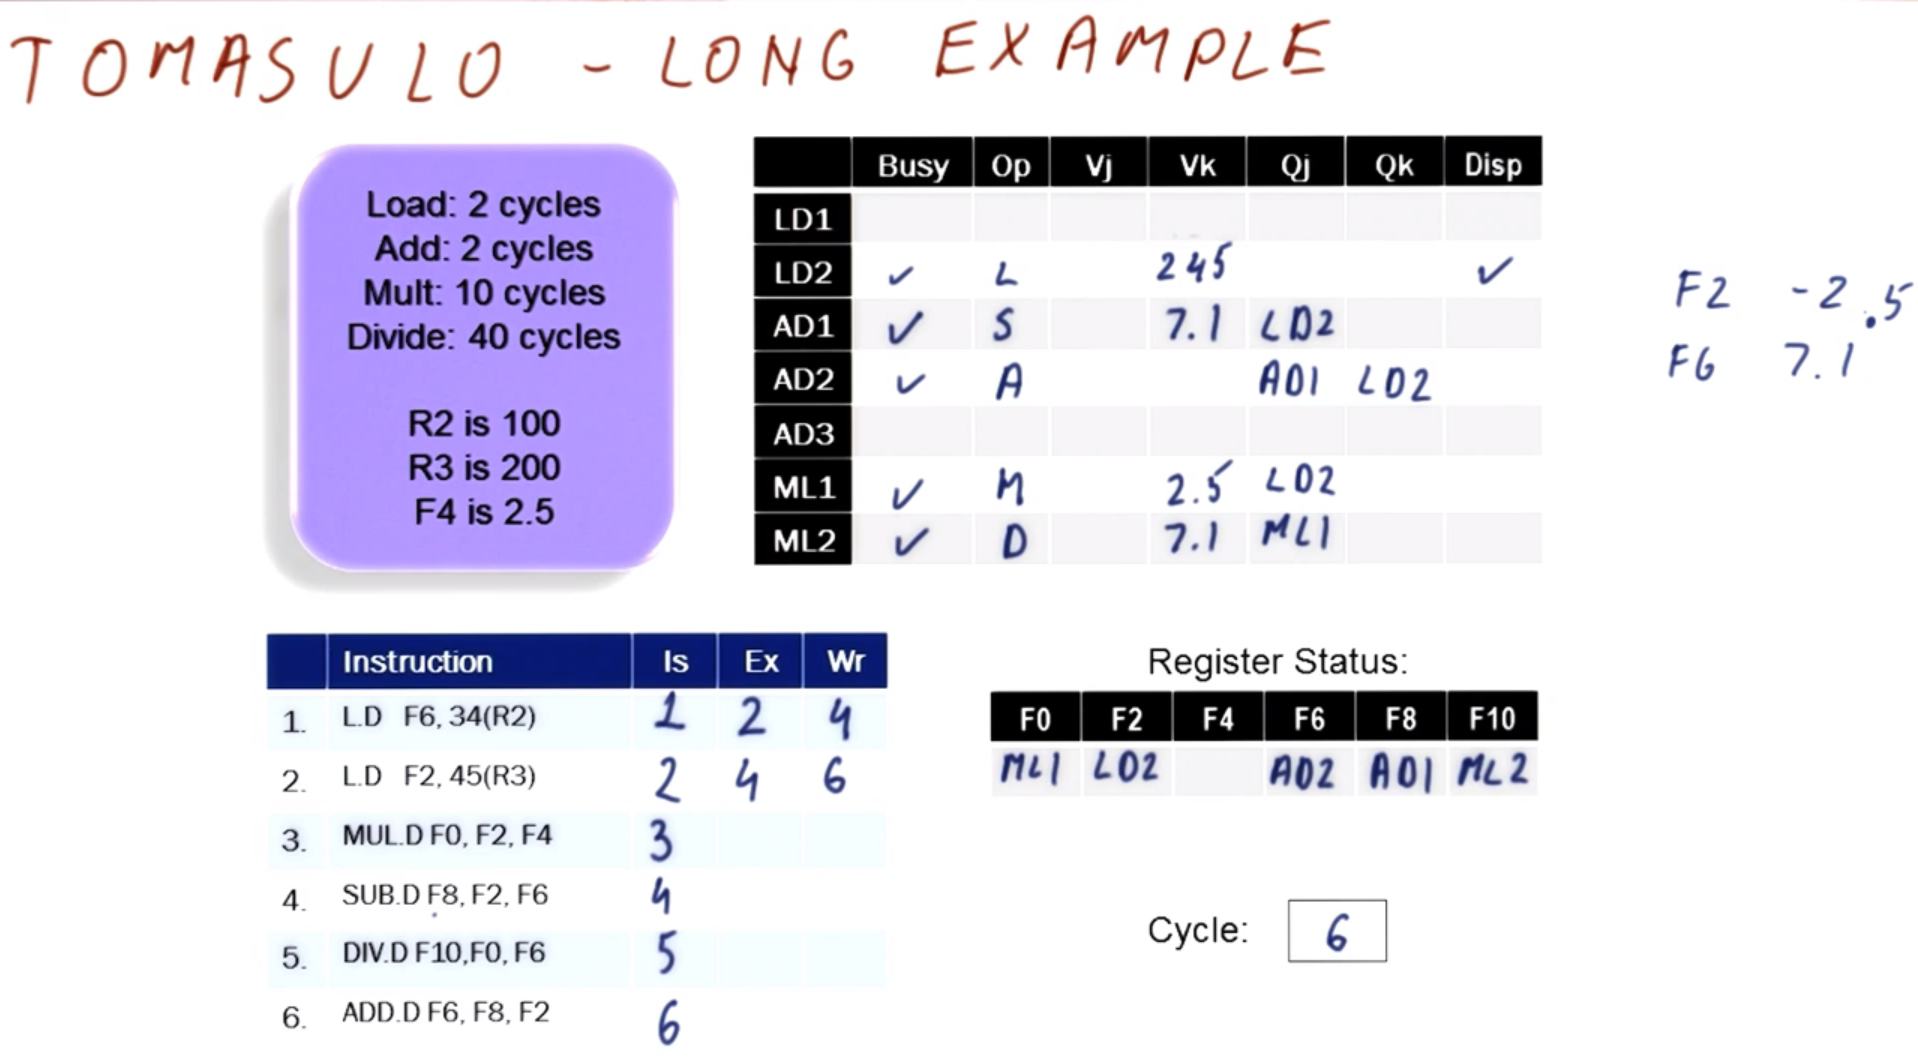 TOMASULO - LONG EXAMPLE
Load: 2 cycles
Add: 2 cycles
Mult: 10 cycles
Divide: 40 cycles
R2 is 100
R3 is 200
F4 is 2.5
Busy Op Vj Vk Qj Qk Disp
LD1
LD2 ✓ L 245 ✓
AD1 ✓ S 7.1 LD2
AD2 ✓ A AD1 LD2
AD3
ML1 ✓ M 2.5 LD2
ML2 ✓ D 7.1 ML1
F2 -2.5
F6 7.1
Instruction Is Ex Wr
1. L.D F6, 34(R2) 1 2 4
2. L.D F2, 45(R3) 2 4 6
3. MUL.D F0, F2, F4 3
4. SUB.D F8, F2, F6 4
5. DIV.D F10,F0, F6 5
6. ADD.D F6, F8, F2 6
Register Status:
F0 F2 F4 F6 F8 F10
ML1 LD2 AD2 AD1 ML2
Cycle: 6